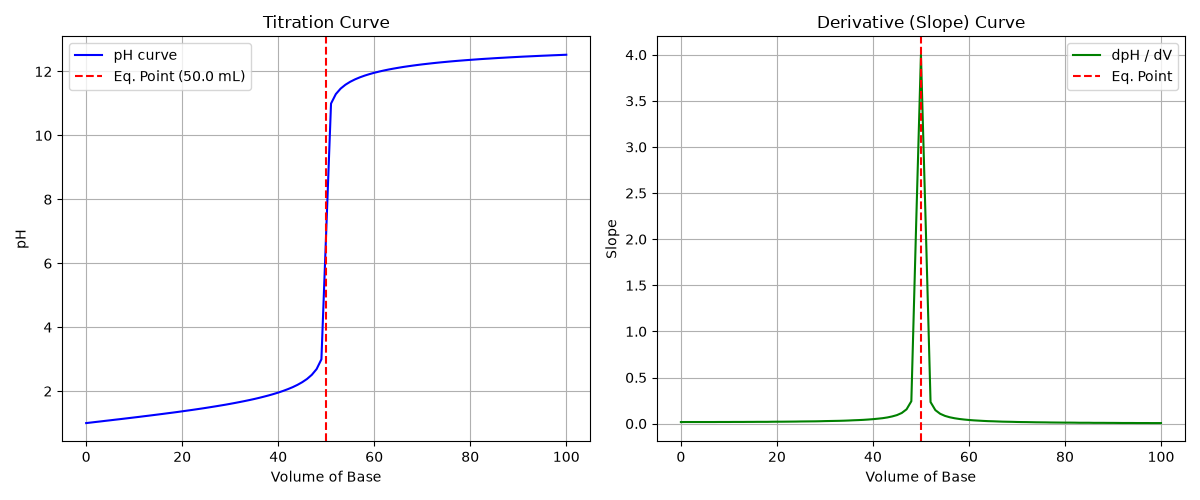 Titration Curve
pH curve
Eq. Point (50.0 mL)
pH
12
10
8
6
4
2
0 20 40 60 80 100
Volume of Base
Derivative (Slope) Curve
dpH / dV
Eq. Point
Slope
4.0
3.5
3.0
2.5
2.0
1.5
1.0
0.5
0.0
0 20 40 60 80 100
Volume of Base